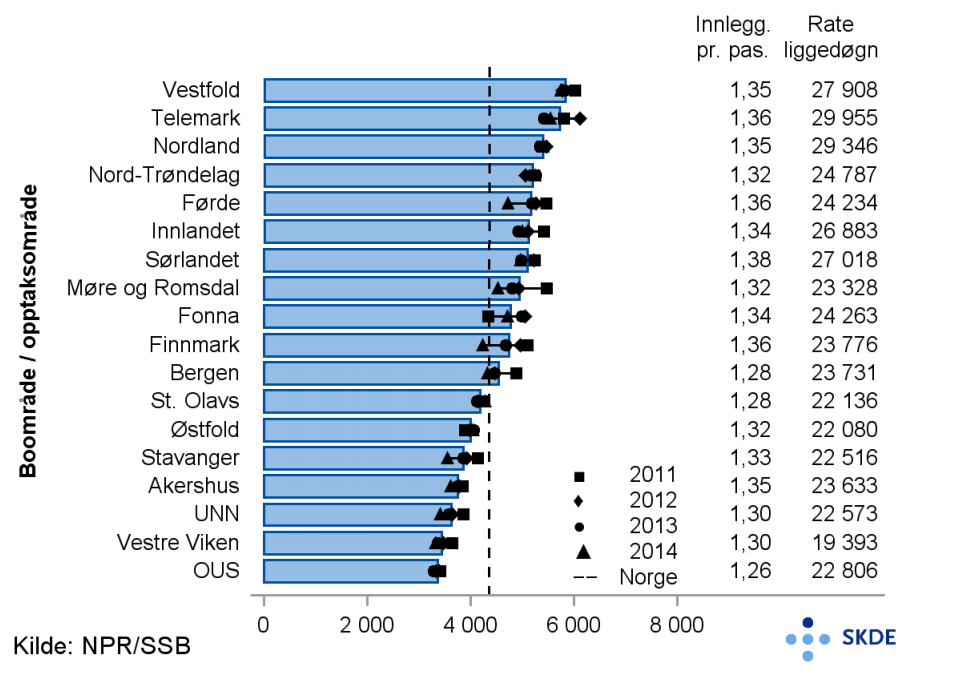 Innlegg. Rate
pr. pas. liggedøgn
Boområde / opptaksområde
Vestfold 1,35 27 908
Telemark 1,36 29 955
Nordland 1,35 29 346
Nord-Trøndelag 1,32 24 787
Førde 1,36 24 234
Innlandet 1,34 26 883
Sørlandet 1,38 27 018
Møre og Romsdal 1,32 23 328
Fonna 1,34 24 263
Finnmark 1,36 23 776
Bergen 1,28 23 731
St. Olavs 1,28 22 136
Østfold 1,32 22 080
Stavanger 1,33 22 516
Akershus 1,35 23 633
UNN 1,30 22 573
Vestre Viken 1,30 19 393
OUS 1,26 22 806
2011
2012
2013
2014
Norge
0 2 000 4 000 6 000 8 000
Kilde: NPR/SSB
SKDE